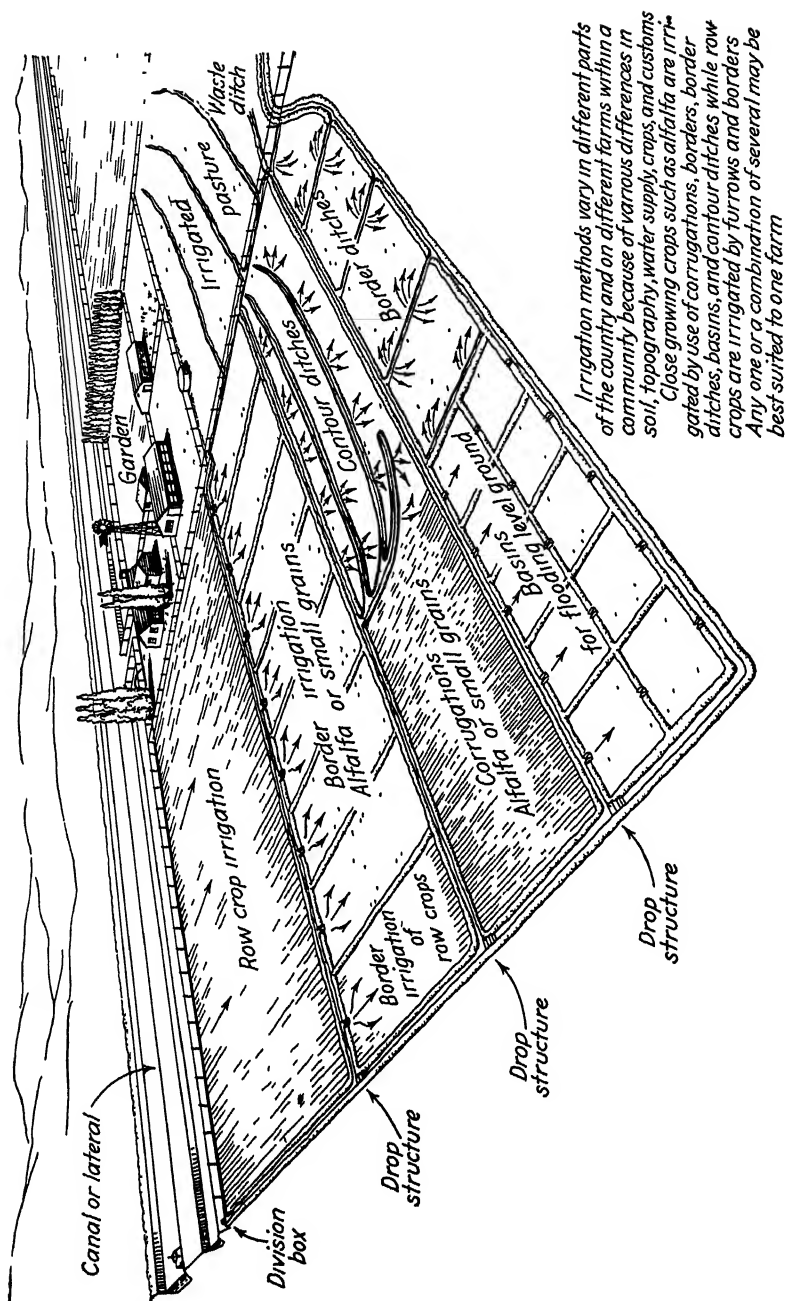 Canal or lateral
Division
box
Drop
structure
Drop
structure
Drop
structure
Row crop irrigation
Garden
Irrigated
pasture
Waste
ditch
Border irrigation
Alfalfa or small grains
Contour ditches
Border ditches
Border
irrigation
of
row crops
Corrugations
Alfalfa or small grains
Basins
for flooding level ground
Irrigation methods vary in different parts
of the country and on different farms within a
community because of various differences in
soil, topography, water supply, crops, and customs
Close growing crops such as alfalfa are irri-
gated by use of corrugations, borders, border
ditches, basins, and contour ditches while row
crops are irrigated by furrows and borders
Any one or a combination of several may be
best suited to one farm